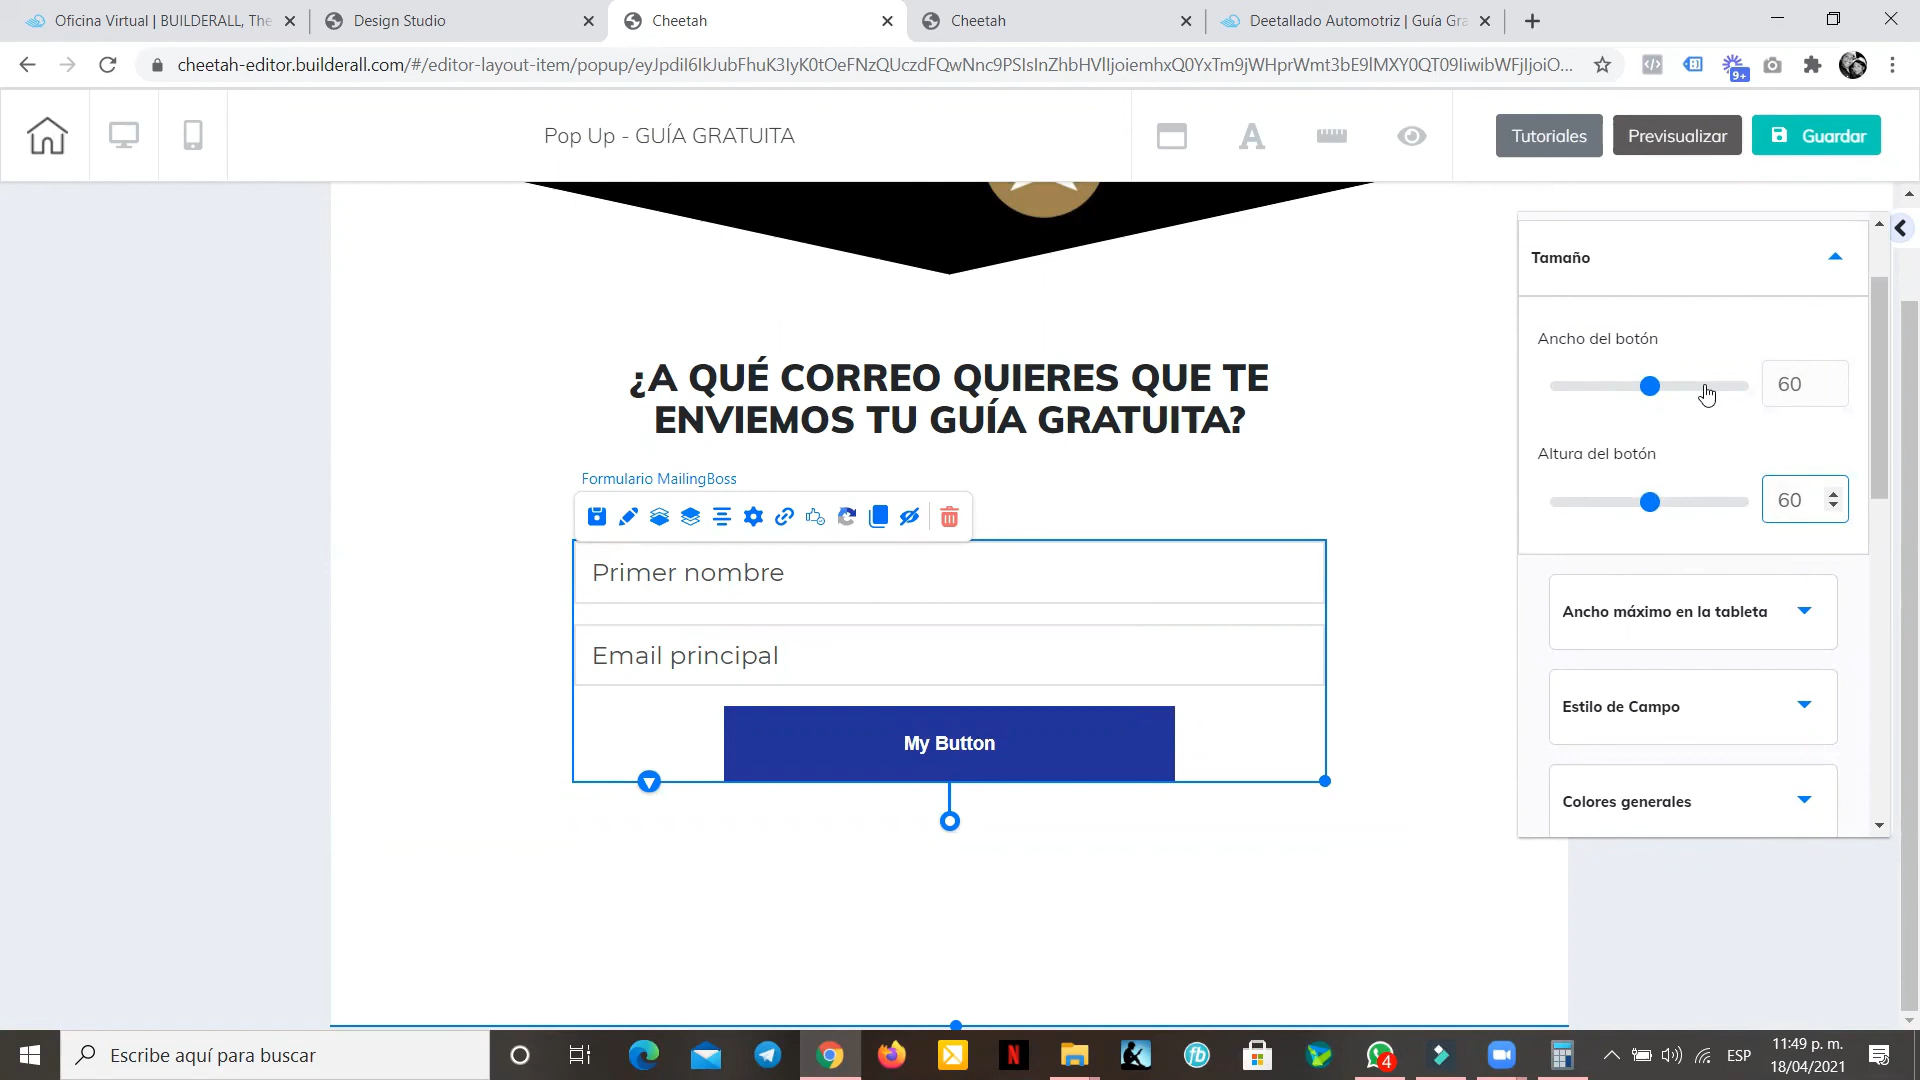 Oficina Virtual | BUILDERALL, The
Design Studio
Cheetah
Cheetah
Deetallado Automotriz | Guía Gra
cheetah-editor.builderall.com/#/editor-layout-item/popup/
9+
Pop Up - GUÍA GRATUITA
Tutoriales
Previsualizar
Guardar
Tamaño
Ancho del botón
60
Altura del botón
60
Ancho máximo en la tableta
Estilo de Campo
Colores generales
¿A QUÉ CORREO QUIERES QUE TE
ENVIEMOS TU GUÍA GRATUITA?
Formulario MailingBoss
Primer nombre
Email principal
My Button
Escribe aquí para buscar
4
ESP
11:49 p. m.
18/04/2021